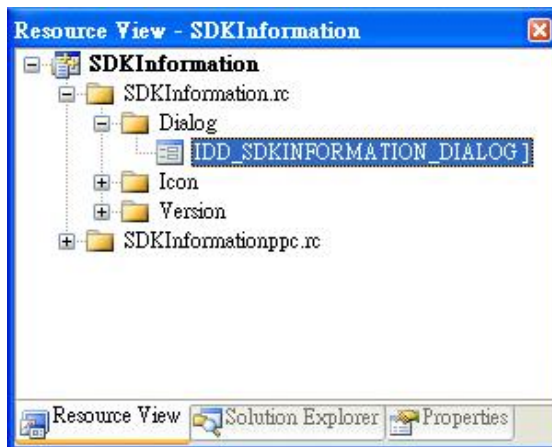 Resource View - SDKInformation
SDKInformation
SDKInformation.rc
Dialog
IDD_SDKINFORMATION_DIALOG]
Icon
Version
SDKInformationppc.rc
Resource View Solution Explorer Properties